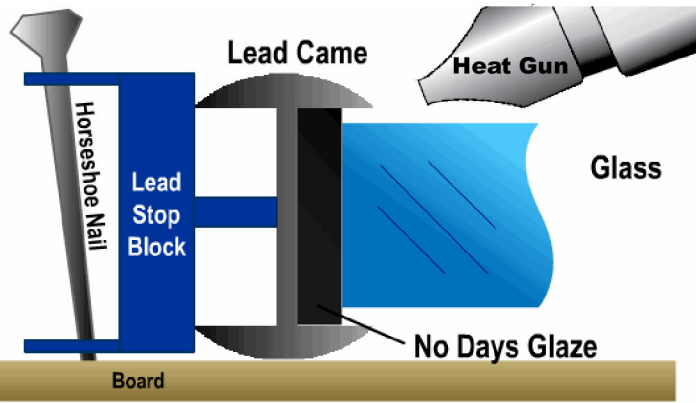 Lead Came
Heat Gun
Horseshoe Nail
Lead
Stop
Block
Glass
No Days Glaze
Board